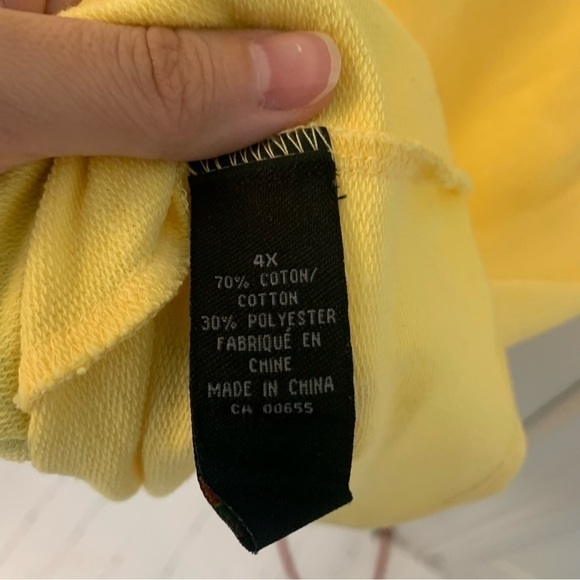 4X
70% COTON/
COTTON
30% POLYESTER
FABRIQUÉ EN
CHINE
MADE IN CHINA
CA 00655